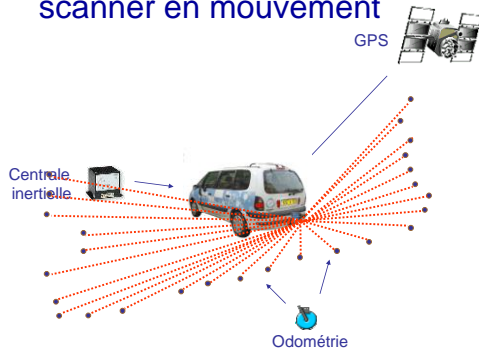 scanner en mouvement
GPS
Centrale
inertielle
Odométrie